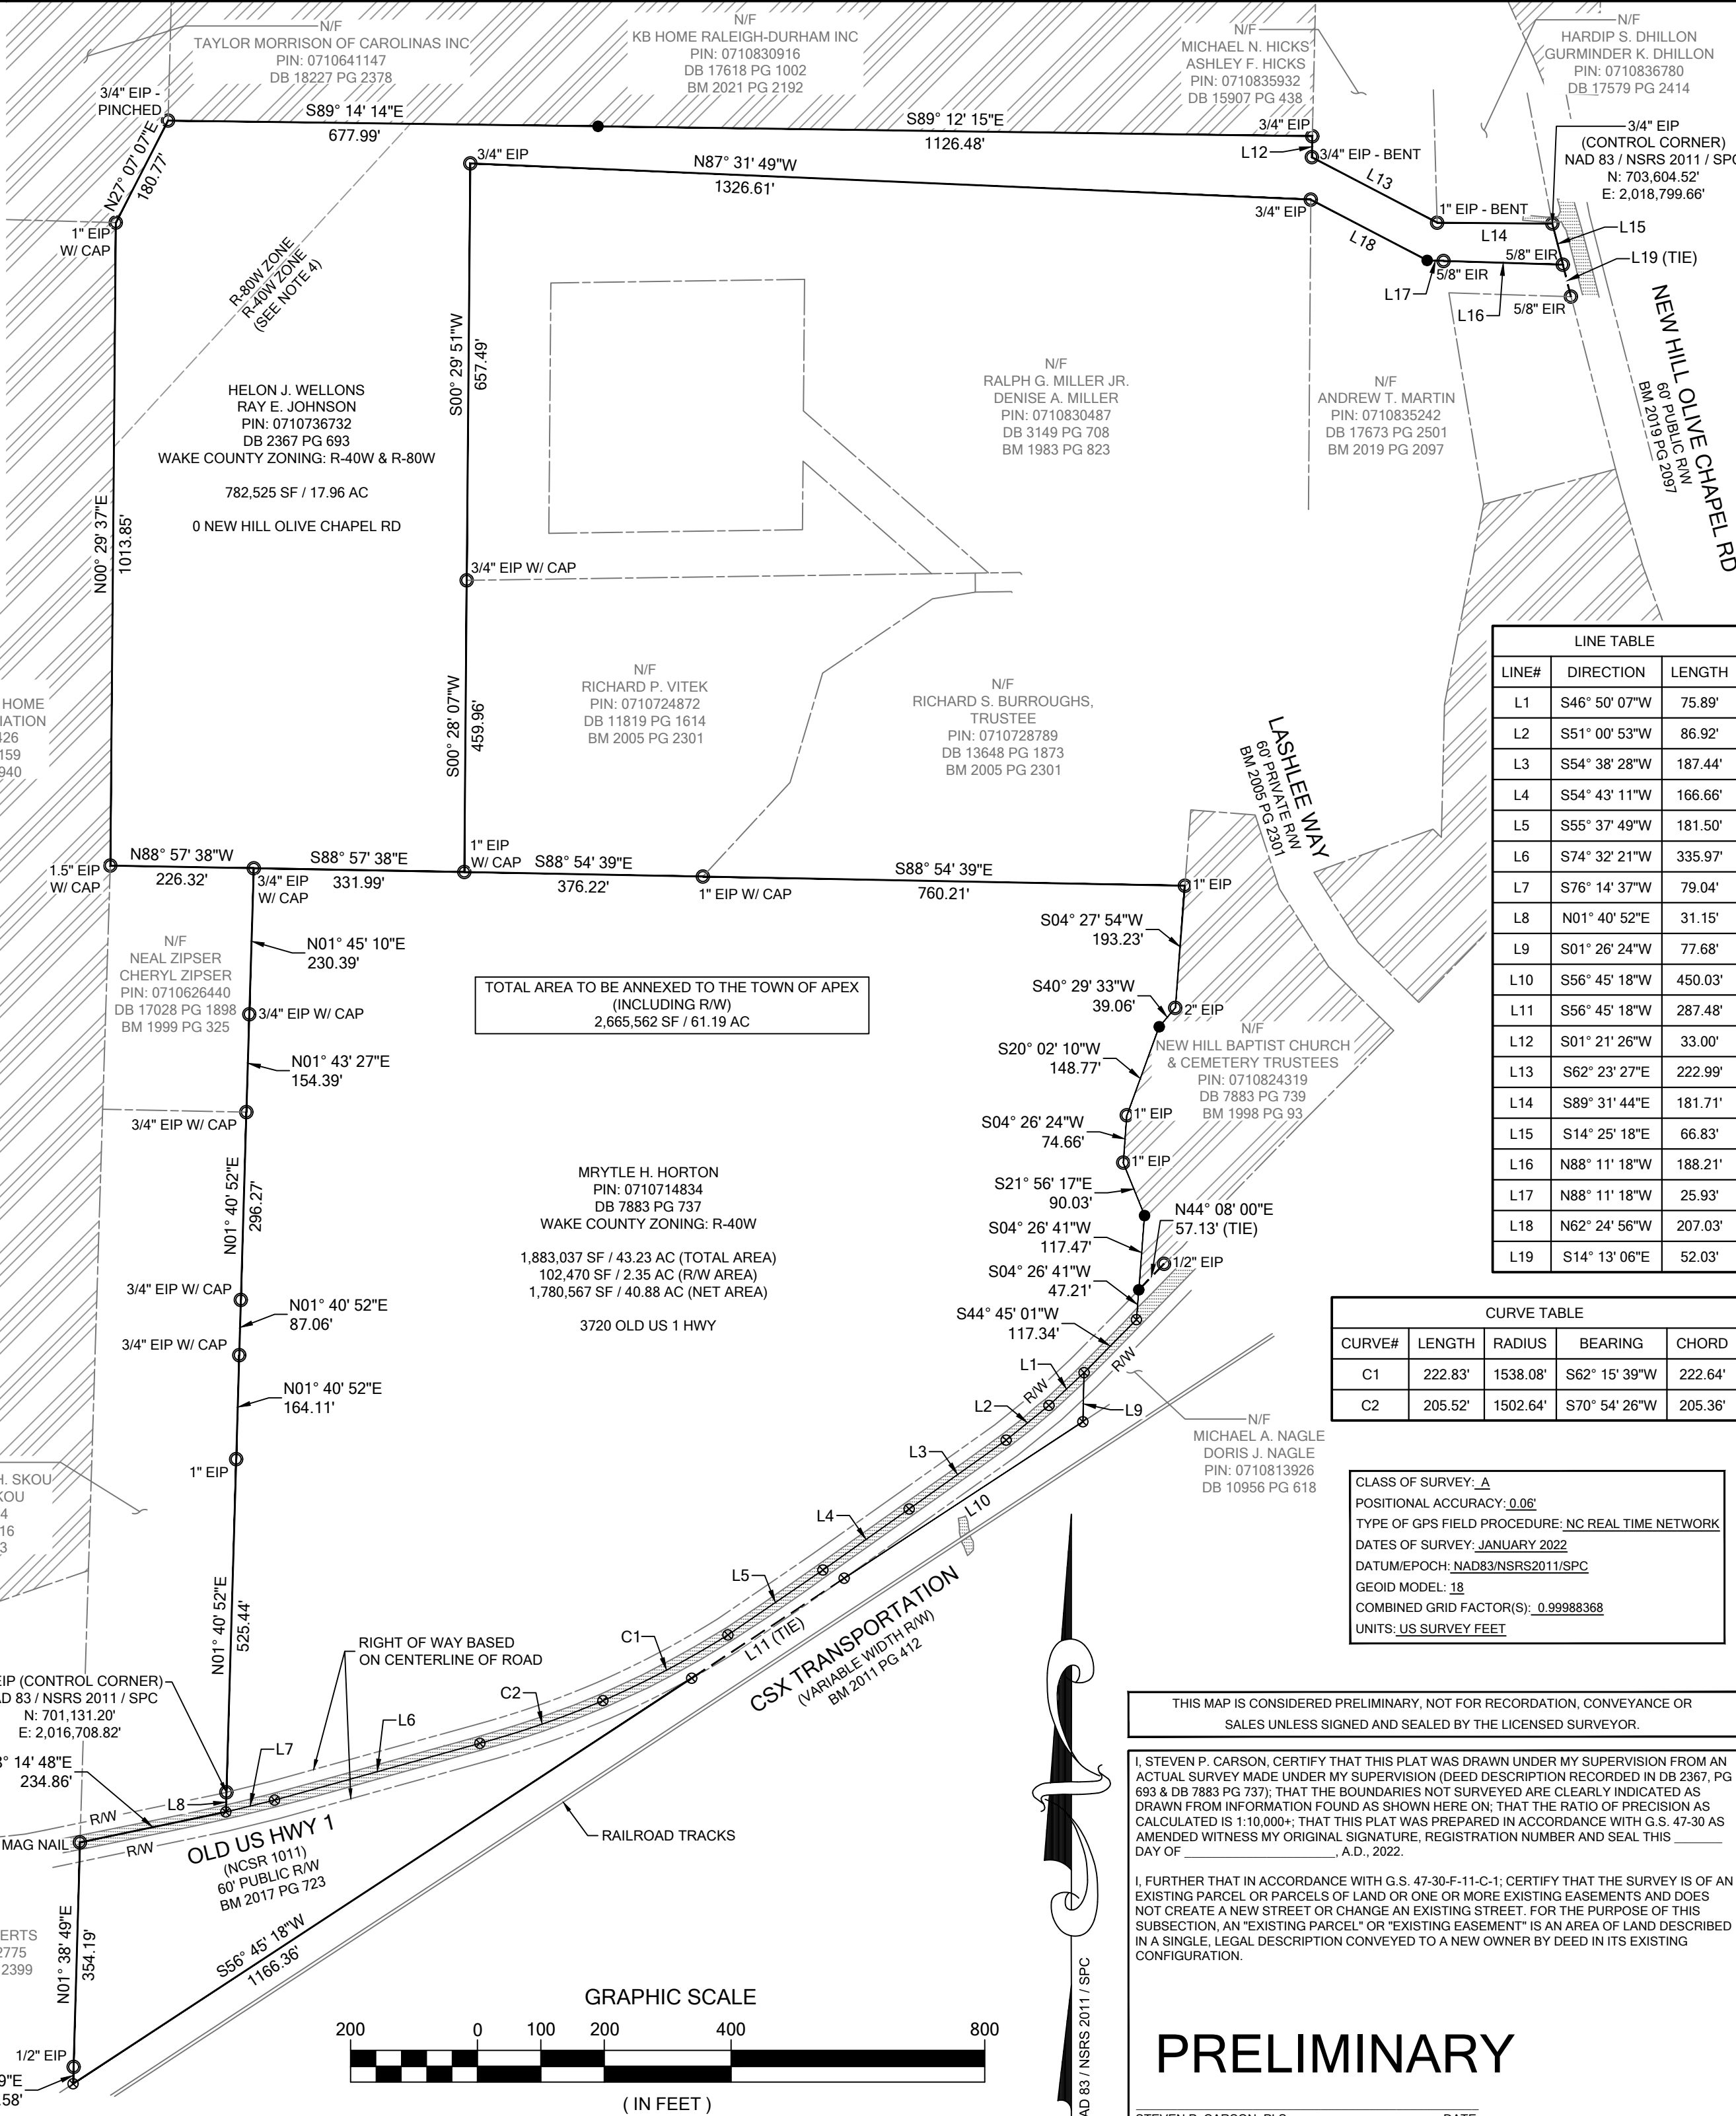 N/F
TAYLOR MORRISON OF CAROLINAS INC
PIN: 0710641147
DB 18227 PG 2378
N/F
KB HOME RALEIGH-DURHAM INC
PIN: 0710830916
DB 17618 PG 1002
BM 2021 PG 2192
N/F
MICHAEL N. HICKS
ASHLEY F. HICKS
PIN: 0710835932
DB 15907 PG 438
N/F
HARDIP S. DHILLON
GURMINDER K. DHILLON
PIN: 0710836780
DB 17579 PG 2414
3/4" EIP -
PINCHED
S89° 14' 14"E
677.99'
S89° 12' 15"E
1126.48'
3/4" EIP
L12
3/4" EIP - BENT
L13
3/4" EIP
(CONTROL CORNER)
NAD 83 / NSRS 2011 / SPC
N: 703,604.52'
E: 2,018,799.66'
N27° 07' 07"E
180.77'
1" EIP
W/ CAP
3/4" EIP
N87° 31' 49"W
1326.61'
3/4" EIP
1" EIP - BENT
L14
L15
L18
5/8" EIR
5/8" EIR
L19 (TIE)
L17
L16
5/8" EIR
R-80W ZONE
R-40W ZONE
(SEE NOTE 4)
NEW HILL OLIVE CHAPEL RD
60' PUBLIC R/W
BM 2019 PG 2097
S00° 29' 51"W
657.49'
HELON J. WELLONS
RAY E. JOHNSON
PIN: 0710736732
DB 2367 PG 693
WAKE COUNTY ZONING: R-40W & R-80W
782,525 SF / 17.96 AC
0 NEW HILL OLIVE CHAPEL RD
N/F
RALPH G. MILLER JR.
DENISE A. MILLER
PIN: 0710830487
DB 3149 PG 708
BM 1983 PG 823
N/F
ANDREW T. MARTIN
PIN: 0710835242
DB 17673 PG 2501
BM 2019 PG 2097
N00° 29' 37"E
1013.85'
3/4" EIP W/ CAP
N/F
RICHARD P. VITEK
PIN: 0710724872
DB 11819 PG 1614
BM 2005 PG 2301
N/F
RICHARD S. BURROUGHS,
TRUSTEE
PIN: 0710728789
DB 13648 PG 1873
BM 2005 PG 2301
S00° 28' 07"W
459.96'
HOME
IATION
426
159
940
LASHLEE WAY
60' PRIVATE R/W
BM 2005 PG 2301
LINE TABLE
LINE# DIRECTION LENGTH
L1 S46° 50' 07"W 75.89'
L2 S51° 00' 53"W 86.92'
L3 S54° 38' 28"W 187.44'
L4 S54° 43' 11"W 166.66'
L5 S55° 37' 49"W 181.50'
L6 S74° 32' 21"W 335.97'
L7 S76° 14' 37"W 79.04'
L8 N01° 40' 52"E 31.15'
L9 S01° 26' 24"W 77.68'
L10 S56° 45' 18"W 450.03'
L11 S56° 45' 18"W 287.48'
L12 S01° 21' 26"W 33.00'
L13 S62° 23' 27"E 222.99'
L14 S89° 31' 44"E 181.71'
L15 S14° 25' 18"E 66.83'
L16 N88° 11' 18"W 188.21'
L17 N88° 11' 18"W 25.93'
L18 N62° 24' 56"W 207.03'
L19 S14° 13' 06"E 52.03'
1.5" EIP
W/ CAP
N88° 57' 38"W
226.32'
3/4" EIP
W/ CAP
S88° 57' 38"E
331.99'
1" EIP
W/ CAP
S88° 54' 39"E
376.22'
1" EIP W/ CAP
S88° 54' 39"E
760.21'
1" EIP
N/F
NEAL ZIPSER
CHERYL ZIPSER
PIN: 0710626440
DB 17028 PG 1898
BM 1999 PG 325
N01° 45' 10"E
230.39'
3/4" EIP W/ CAP
N01° 43' 27"E
154.39'
3/4" EIP W/ CAP
TOTAL AREA TO BE ANNEXED TO THE TOWN OF APEX
(INCLUDING R/W)
2,665,562 SF / 61.19 AC
S04° 27' 54"W
193.23'
S40° 29' 33"W
39.06'
2" EIP
S20° 02' 10"W
148.77'
N/F
NEW HILL BAPTIST CHURCH
& CEMETERY TRUSTEES
PIN: 0710824319
DB 7883 PG 739
BM 1998 PG 93
1" EIP
S04° 26' 24"W
74.66'
1" EIP
S21° 56' 17"E
90.03'
N44° 08' 00"E
57.13' (TIE)
S04° 26' 41"W
117.47'
1/2" EIP
S04° 26' 41"W
47.21'
S44° 45' 01"W
117.34'
N01° 40' 52"E
296.27'
3/4" EIP W/ CAP
N01° 40' 52"E
87.06'
3/4" EIP W/ CAP
N01° 40' 52"E
164.11'
1" EIP
MRYTLE H. HORTON
PIN: 0710714834
DB 7883 PG 737
WAKE COUNTY ZONING: R-40W
1,883,037 SF / 43.23 AC (TOTAL AREA)
102,470 SF / 2.35 AC (R/W AREA)
1,780,567 SF / 40.88 AC (NET AREA)
3720 OLD US 1 HWY
CURVE TABLE
CURVE# LENGTH RADIUS BEARING CHORD
C1 222.83' 1538.08' S62° 15' 39"W 222.64'
C2 205.52' 1502.64' S70° 54' 26"W 205.36'
L1
R/W
R/W
L2
L9
L3
L10
L4
L5
N/F
MICHAEL A. NAGLE
DORIS J. NAGLE
PIN: 0710813926
DB 10956 PG 618
H. SKOU
KOU
4
16
3
CLASS OF SURVEY: A
POSITIONAL ACCURACY: 0.06'
TYPE OF GPS FIELD PROCEDURE: NC REAL TIME NETWORK
DATES OF SURVEY: JANUARY 2022
DATUM/EPOCH: NAD83/NSRS2011/SPC
GEOID MODEL: 18
COMBINED GRID FACTOR(S): 0.99988368
UNITS: US SURVEY FEET
N01° 40' 52"E
525.44'
RIGHT OF WAY BASED
ON CENTERLINE OF ROAD
C1
L11 (TIE)
CSX TRANSPORTATION
(VARIABLE WIDTH R/W)
BM 2011 PG 412
C2
L6
L7
L8
EIP (CONTROL CORNER)
AD 83 / NSRS 2011 / SPC
N: 701,131.20'
E: 2,016,708.82'
° 14' 48"E
234.86'
R/W
R/W
MAG NAIL
OLD US HWY 1
(NCSR 1011)
60' PUBLIC R/W
BM 2017 PG 723
RAILROAD TRACKS
THIS MAP IS CONSIDERED PRELIMINARY, NOT FOR RECORDATION, CONVEYANCE OR
SALES UNLESS SIGNED AND SEALED BY THE LICENSED SURVEYOR.
I, STEVEN P. CARSON, CERTIFY THAT THIS PLAT WAS DRAWN UNDER MY SUPERVISION FROM AN
ACTUAL SURVEY MADE UNDER MY SUPERVISION (DEED DESCRIPTION RECORDED IN DB 2367, PG
693 & DB 7883 PG 737); THAT THE BOUNDARIES NOT SURVEYED ARE CLEARLY INDICATED AS
DRAWN FROM INFORMATION FOUND AS SHOWN HERE ON; THAT THE RATIO OF PRECISION AS
CALCULATED IS 1:10,000+; THAT THIS PLAT WAS PREPARED IN ACCORDANCE WITH G.S. 47-30 AS
AMENDED WITNESS MY ORIGINAL SIGNATURE, REGISTRATION NUMBER AND SEAL THIS ______
DAY OF ____________________, A.D., 2022.
I, FURTHER THAT IN ACCORDANCE WITH G.S. 47-30-F-11-C-1; CERTIFY THAT THE SURVEY IS OF AN
EXISTING PARCEL OR PARCELS OF LAND OR ONE OR MORE EXISTING EASEMENTS AND DOES
NOT CREATE A NEW STREET OR CHANGE AN EXISTING STREET. FOR THE PURPOSE OF THIS
SUBSECTION, AN "EXISTING PARCEL" OR "EXISTING EASEMENT" IS AN AREA OF LAND DESCRIBED
IN A SINGLE, LEGAL DESCRIPTION CONVEYED TO A NEW OWNER BY DEED IN ITS EXISTING
CONFIGURATION.
ERTS
2775
2399
N01° 38' 49"E
354.19'
S56° 45' 18"W
1166.36'
1/2" EIP
9"E
.58'
GRAPHIC SCALE
200 0 100 200 400 800
( IN FEET )
AD 83 / NSRS 2011 / SPC
PRELIMINARY
STEVEN P. CARSON, PLS DATE